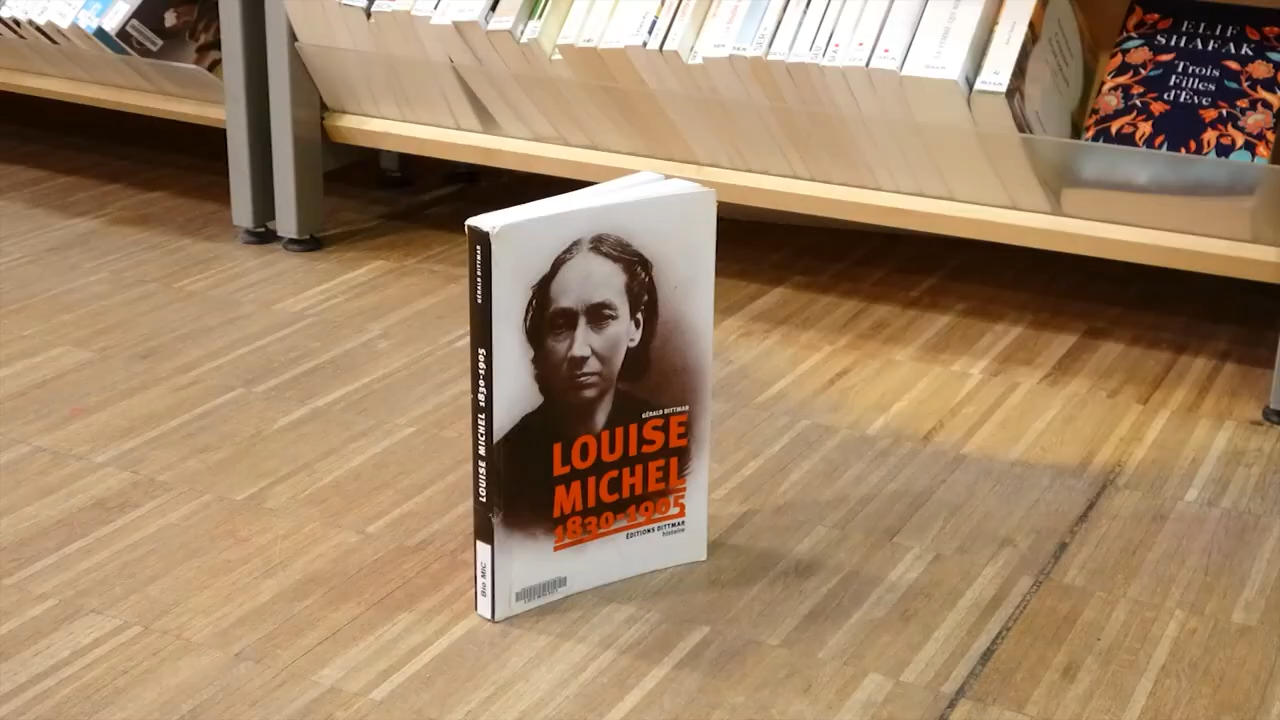 ELIF
SHAFAK
Trois
Filles
d'Ève
GÉRALD DITTMAR
LOUISE MICHEL 1830-1905
Bio MIC
GÉRALD DITTMAR
LOUISE
MICHEL
1830-1905
ÉDITIONS DITTMAR
histoire